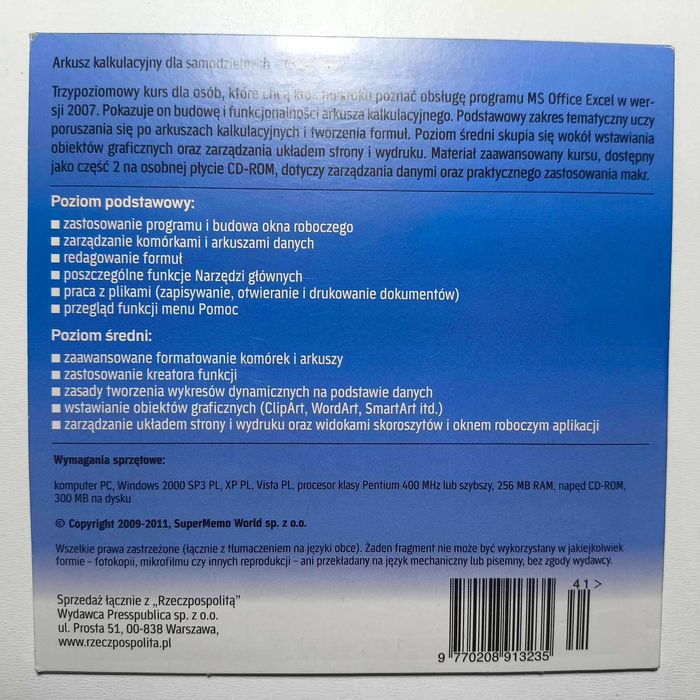 Arkusz kalkulacyjny dla samodzielnych
Trzypoziomowy kurs dla osób, które chcą krok po kroku poznać obsługę programu MS Office Excel w wer-
sji 2007. Pokazuje on budowę i funkcjonalności arkusza kalkulacyjnego. Podstawowy zakres tematyczny uczy
poruszania się po arkuszach kalkulacyjnych i tworzenia formuł. Poziom średni skupia się wokół wstawiania
obiektów graficznych oraz zarządzania układem strony i wydruku. Materiał zaawansowany kursu, dostępny
jako część 2 na osobnej płycie CD-ROM, dotyczy zarządzania danymi oraz praktycznego zastosowania makr.
Poziom podstawowy:
■ zastosowanie programu i budowa okna roboczego
■ zarządzanie komórkami i arkuszami danych
■ redagowanie formuł
■ poszczególne funkcje Narzędzi głównych
■ praca z plikami (zapisywanie, otwieranie i drukowanie dokumentów)
■ przegląd funkcji menu Pomoc
Poziom średni:
■ zaawansowane formatowanie komórek i arkuszy
■ zastosowanie kreatora funkcji
■ zasady tworzenia wykresów dynamicznych na podstawie danych
■ wstawianie obiektów graficznych (ClipArt, WordArt, SmartArt itd.)
■ zarządzanie układem strony i wydruku oraz widokami skoroszytów i oknem roboczym aplikacji
Wymagania sprzętowe:
komputer PC, Windows 2000 SP3 PL, XP PL, Vista PL, procesor klasy Pentium 400 MHz lub szybszy, 256 MB RAM, napęd CD-ROM,
300 MB na dysku
© Copyright 2009-2011, SuperMemo World sp. z o.o.
Wszelkie prawa zastrzeżone (łącznie z tłumaczeniem na języki obce). Żaden fragment nie może być wykorzystany w jakiejkolwiek
formie – fotokopii, mikrofilmu czy innych reprodukcji – ani przekładany na język mechaniczny lub pisemny, bez zgody wydawcy.
Sprzedaż łącznie z „Rzeczpospolitą”
Wydawca Presspublica sp. z o.o.
ul. Prosta 51, 00-838 Warszawa,
www.rzeczpospolita.pl
41 >
9 770208 913235